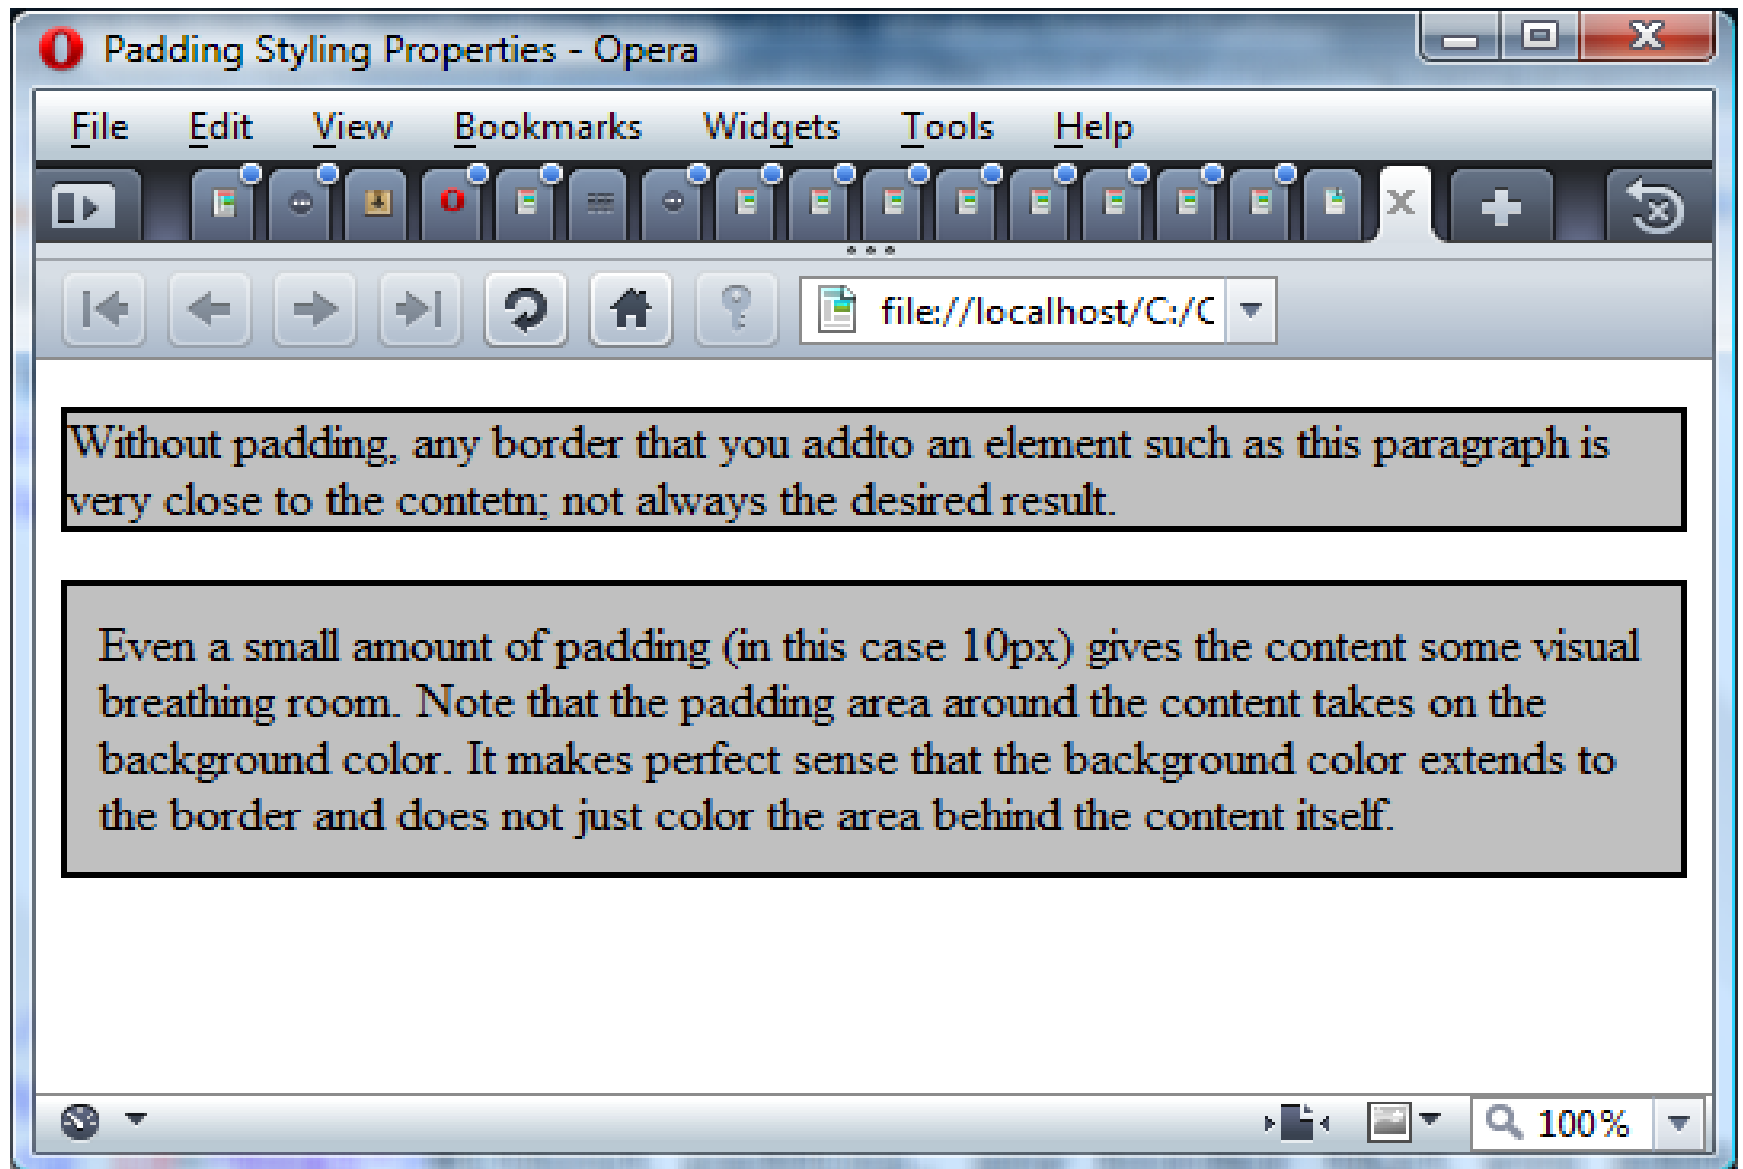 Padding Styling Properties - Opera
File Edit View Bookmarks Widgets Tools Help
file://localhost/C:/C
Without padding, any border that you addto an element such as this paragraph is
very close to the contetn; not always the desired result.
Even a small amount of padding (in this case 10px) gives the content some visual
breathing room. Note that the padding area around the content takes on the
background color. It makes perfect sense that the background color extends to
the border and does not just color the area behind the content itself.
100%